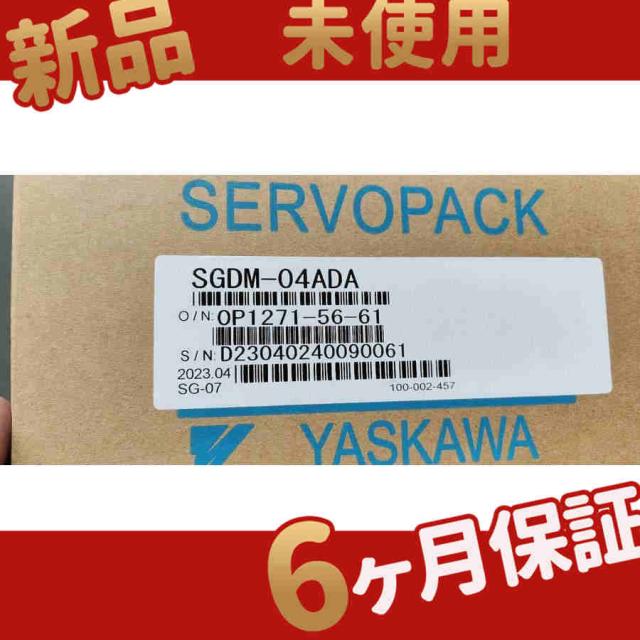 新品 未使用
SERVOPACK
SGDM-04ADA
O/N: 0P1271-56-61
S/N: D23040240090061
2023.04
SG-07 100-002-457
YASKAWA
6ヶ月保証